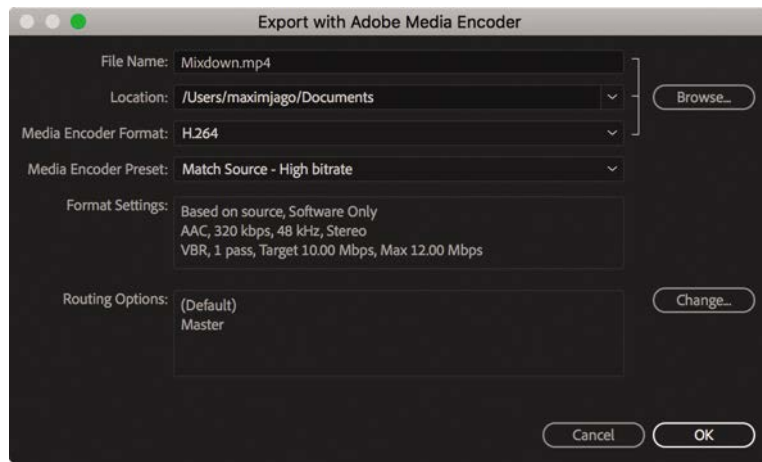 Export with Adobe Media Encoder
File Name: Mixdown.mp4
Location: /Users/maximjago/Documents
Browse...
Media Encoder Format: H.264
Media Encoder Preset: Match Source - High bitrate
Format Settings: Based on source, Software Only
AAC, 320 kbps, 48 kHz, Stereo
VBR, 1 pass, Target 10.00 Mbps, Max 12.00 Mbps
Routing Options: (Default)
Change...
Master
Cancel
OK